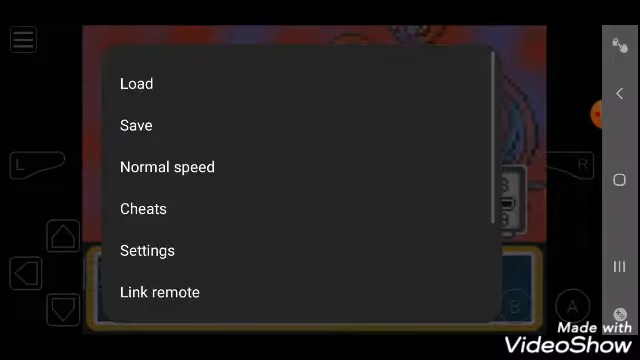 Load
Save
L
R
Normal speed
Cheats
Settings
Link remote
B
A
Made with
VideoShow